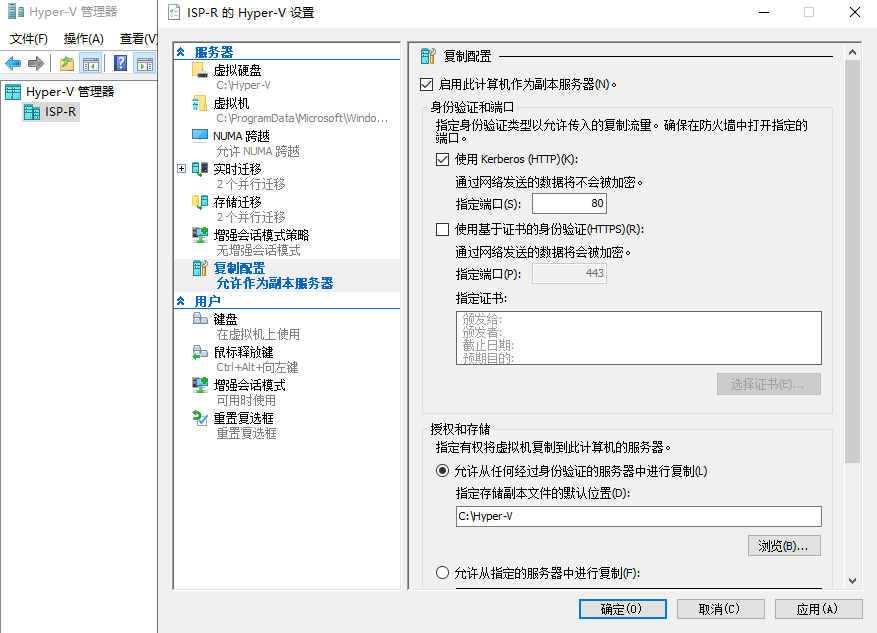 Hyper-V 管理器
文件(F) 操作(A) 查看(V)
Hyper-V 管理器
ISP-R
ISP-R 的 Hyper-V 设置
服务器
虚拟硬盘
C:\Hyper-V
虚拟机
C:\ProgramData\Microsoft\Windo...
NUMA 跨越
允许 NUMA 跨越
实时迁移
2 个并行迁移
存储迁移
2 个并行迁移
增强会话模式策略
无增强会话模式
复制配置
允许作为副本服务器
用户
键盘
在虚拟机上使用
鼠标释放键
Ctrl+Alt+向左键
增强会话模式
可用时使用
重置复选框
重置复选框
复制配置
启用此计算机作为副本服务器(N)。
身份验证和端口
指定身份验证类型以允许传入的复制流量。确保在防火墙中打开指定的
端口。
使用 Kerberos (HTTP)(K):
通过网络发送的数据将不会被加密。
指定端口(S): 80
使用基于证书的身份验证(HTTPS)(R):
通过网络发送的数据将会被加密。
指定端口(P): 443
指定证书:
颁发给:
颁发者:
截止日期:
预期目的:
选择证书(E)...
授权和存储
指定有权将虚拟机复制到此计算机的服务器。
允许从任何经过身份验证的服务器中进行复制(L)
指定存储副本文件的默认位置(D):
C:\Hyper-V
浏览(B)...
允许从指定的服务器中进行复制(F):
确定(O) 取消(C) 应用(A)